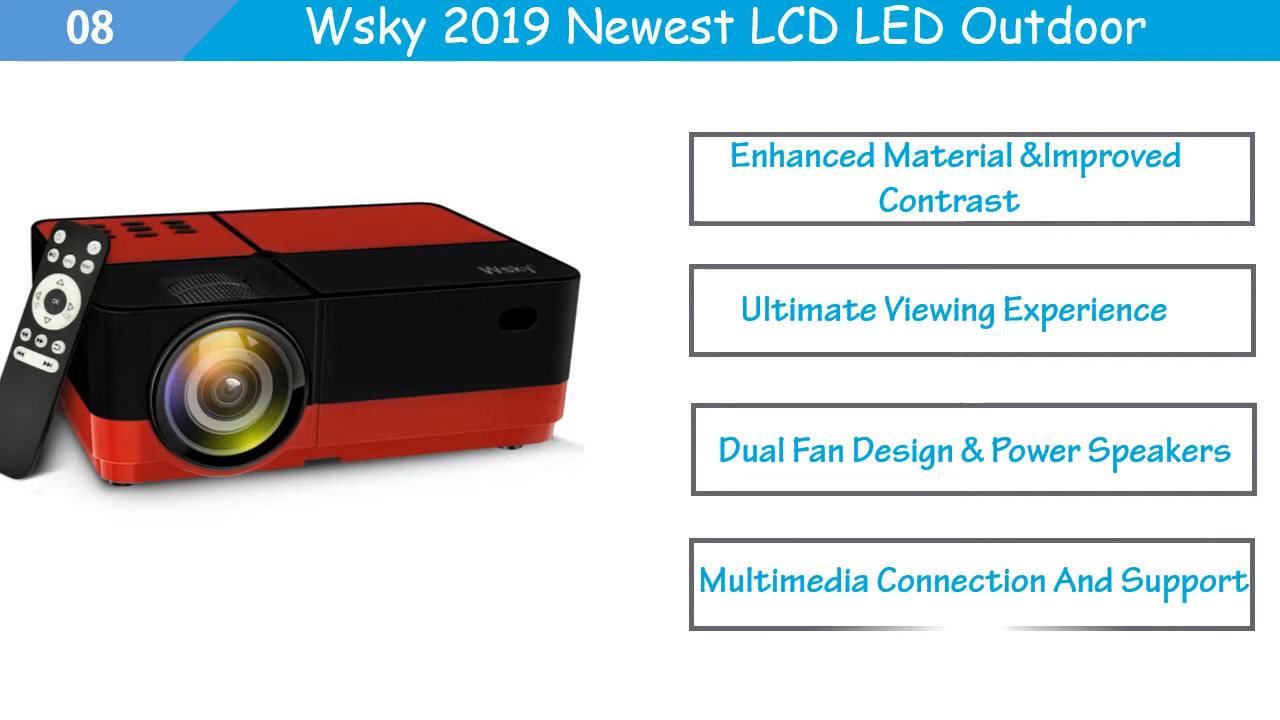 08
Wsky 2019 Newest LCD LED Outdoor
Wsky
OK
Enhanced Material &Improved
Contrast
Ultimate Viewing Experience
Dual Fan Design & Power Speakers
Multimedia Connection And Support